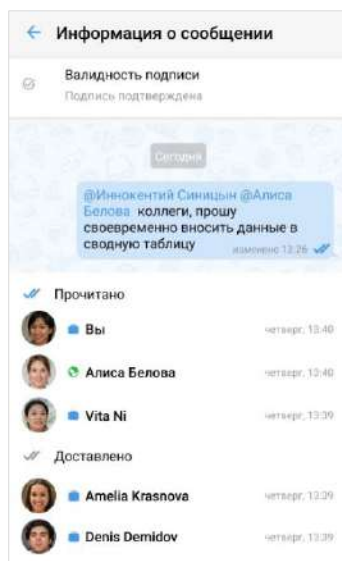 Информация о сообщении
Валидность подписи
Подпись подтверждена
Сегодня
@Иннокентий Синицын @Алиса
Белова коллеги, прошу
своевременно вносить данные в
сводную таблицу
изменено 13:26
Прочитано
Вы
четверг, 13:40
Алиса Белова
четверг, 13:40
Vita Ni
четверг, 13:39
Доставлено
Amelia Krasnova
четверг, 13:39
Denis Demidov
четверг, 13:39